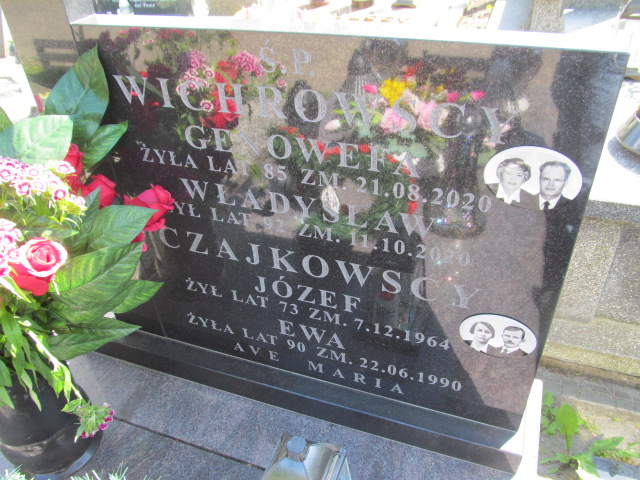 Ś.P.
WICHROWSCY
GENOWEFA
ŻYŁA LAT 85 ZM. 21.08.2020
WŁADYSŁAW
ŻYŁ LAT 92 ZM. 11.10.2020
CZAJKOWSCY
JÓZEF
ŻYŁ LAT 73 ZM. 7.12.1964
EWA
ŻYŁA LAT 90 ZM. 22.06.1990
AVE MARIA